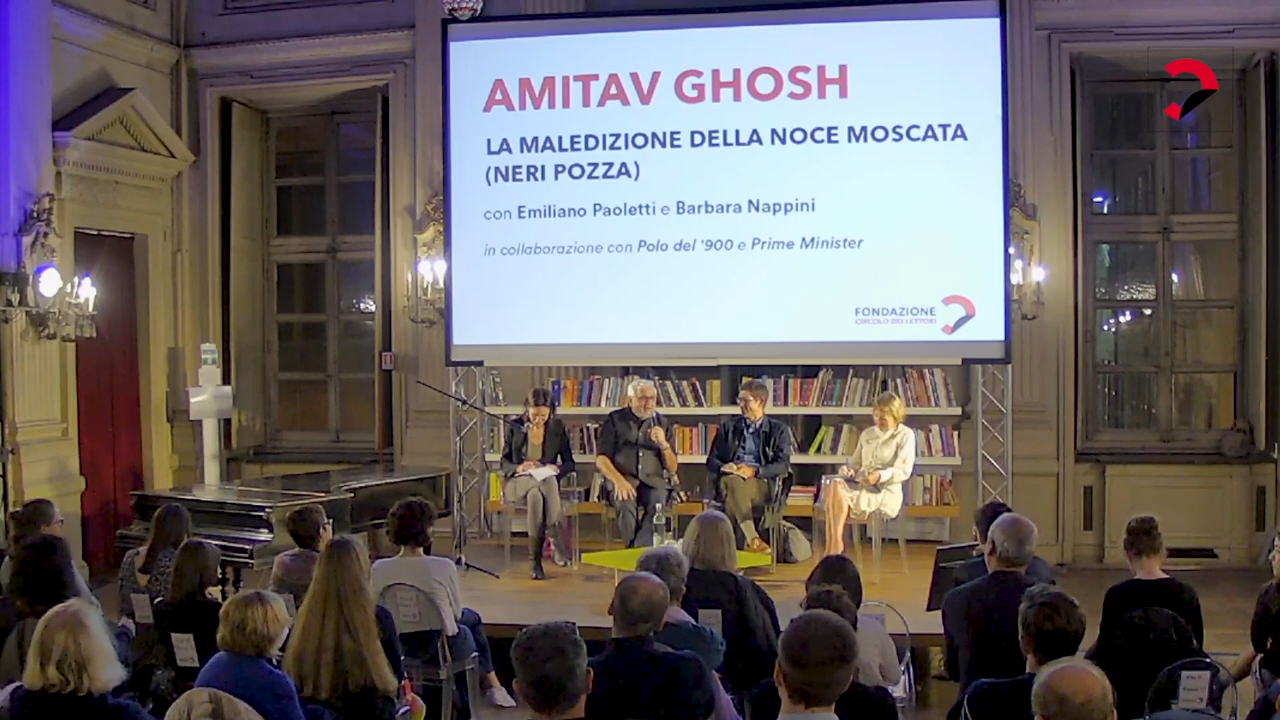 AMITAV GHOSH
LA MALEDIZIONE DELLA NOCE MOSCATA
(NERI POZZA)
con Emiliano Paoletti e Barbara Nappini
in collaborazione con Polo del '900 e Prime Minister
FONDAZIONE
CIRCOLO DEI LETTORI